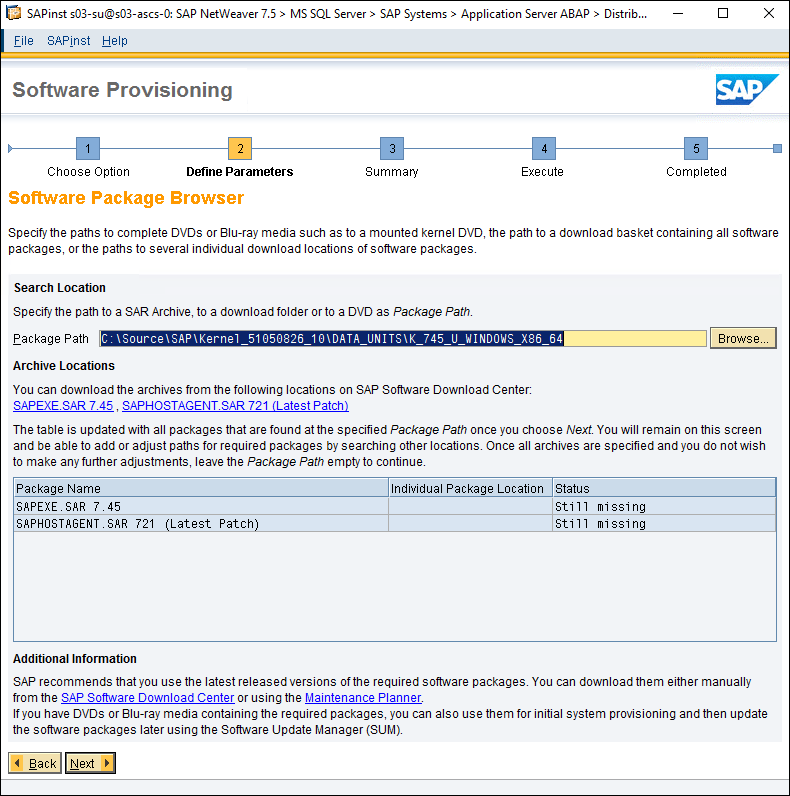 SAPinst s03-su@s03-ascs-0: SAP NetWeaver 7.5 > MS SQL Server > SAP Systems > Application Server ABAP > Distrib...
File SAPinst Help
Software Provisioning
SAP
1 2 3 4 5
Choose Option Define Parameters Summary Execute Completed
Software Package Browser
Specify the paths to complete DVDs or Blu-ray media such as to a mounted kernel DVD, the path to a download basket containing all software
packages, or the paths to several individual download locations of software packages.
Search Location
Specify the path to a SAR Archive, to a download folder or to a DVD as Package Path.
Package Path C:\Source\SAP\Kernel_51050826_10\DATA_UNITS\K_745_U_WINDOWS_X86_64 Browse...
Archive Locations
You can download the archives from the following locations on SAP Software Download Center:
SAPEXE.SAR 7.45 , SAPHOSTAGENT.SAR 721 (Latest Patch)
The table is updated with all packages that are found at the specified Package Path once you choose Next. You will remain on this screen
and be able to add or adjust paths for required packages by searching other locations. Once all archives are specified and you do not wish
to make any further adjustments, leave the Package Path empty to continue.
Package Name Individual Package Location Status
SAPEXE.SAR 7.45 Still missing
SAPHOSTAGENT.SAR 721 (Latest Patch) Still missing
Additional Information
SAP recommends that you use the latest released versions of the required software packages. You can download them either manually
from the SAP Software Download Center or using the Maintenance Planner.
If you have DVDs or Blu-ray media containing the required packages, you can also use them for initial system provisioning and then update
the software packages later using the Software Update Manager (SUM).
Back Next